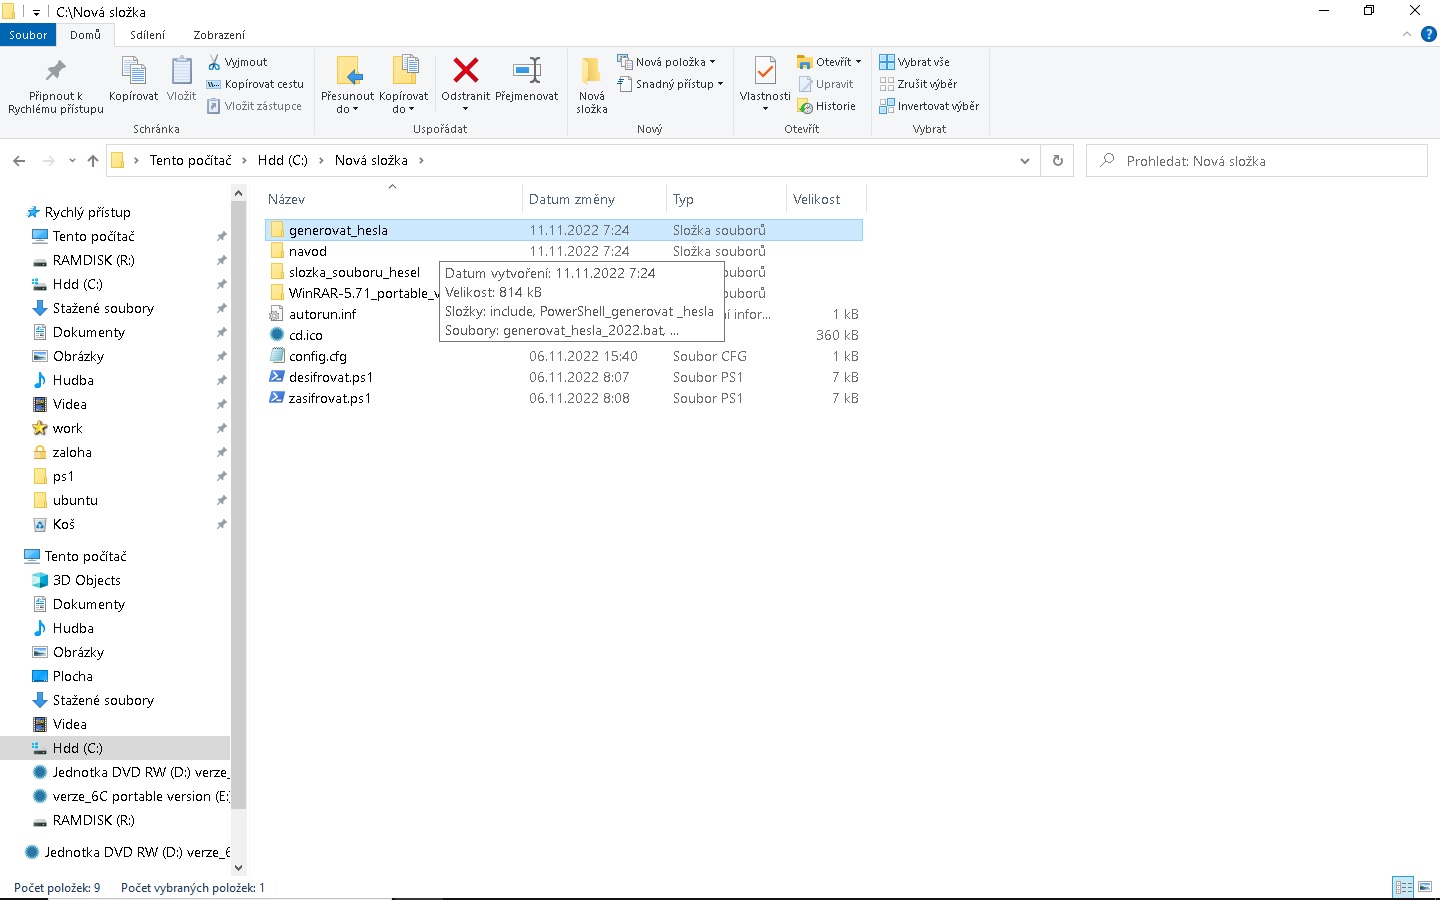 C:\Nová složka
Soubor Domů Sdílení Zobrazení
Připnout k Rychlému přístupu
Kopírovat
Vložit
Vyjmout
Kopírovat cestu
Vložit zástupce
Schránka
Přesunout do
Kopírovat do
Odstranit
Přejmenovat
Uspořádat
Nová složka
Nová položka
Snadný přístup
Nový
Vlastnosti
Otevřít
Upravit
Historie
Otevřít
Vybrat vše
Zrušit výběr
Invertovat výběr
Vybrat
Tento počítač > Hdd (C:) > Nová složka >
Prohledat: Nová složka
Rychlý přístup
Tento počítač
RAMDISK (R:)
Hdd (C:)
Stažené soubory
Dokumenty
Obrázky
Hudba
Videa
work
zaloha
ps1
ubuntu
Koš
Tento počítač
3D Objects
Dokumenty
Hudba
Obrázky
Plocha
Stažené soubory
Videa
Hdd (C:)
Jednotka DVD RW (D:) verze_
verze_6C portable version (E:
RAMDISK (R:)
Jednotka DVD RW (D:) verze_6
Název Datum změny Typ Velikost
generovat_hesla 11.11.2022 7:24 Složka souborů
navod 11.11.2022 7:24 Složka souborů
slozka_souboru_hesel uborů
WinRAR-5.71_portable_v uborů
autorun.inf ní infor... 1 kB
cd.ico 360 kB
config.cfg 06.11.2022 15:40 Soubor CFG 1 kB
desifrovat.ps1 06.11.2022 8:07 Soubor PS1 7 kB
zasifrovat.ps1 06.11.2022 8:08 Soubor PS1 7 kB
Datum vytvoření: 11.11.2022 7:24
Velikost: 814 kB
Složky: include, PowerShell_generovat _hesla
Soubory: generovat_hesla_2022.bat, ...
Počet položek: 9 Počet vybraných položek: 1